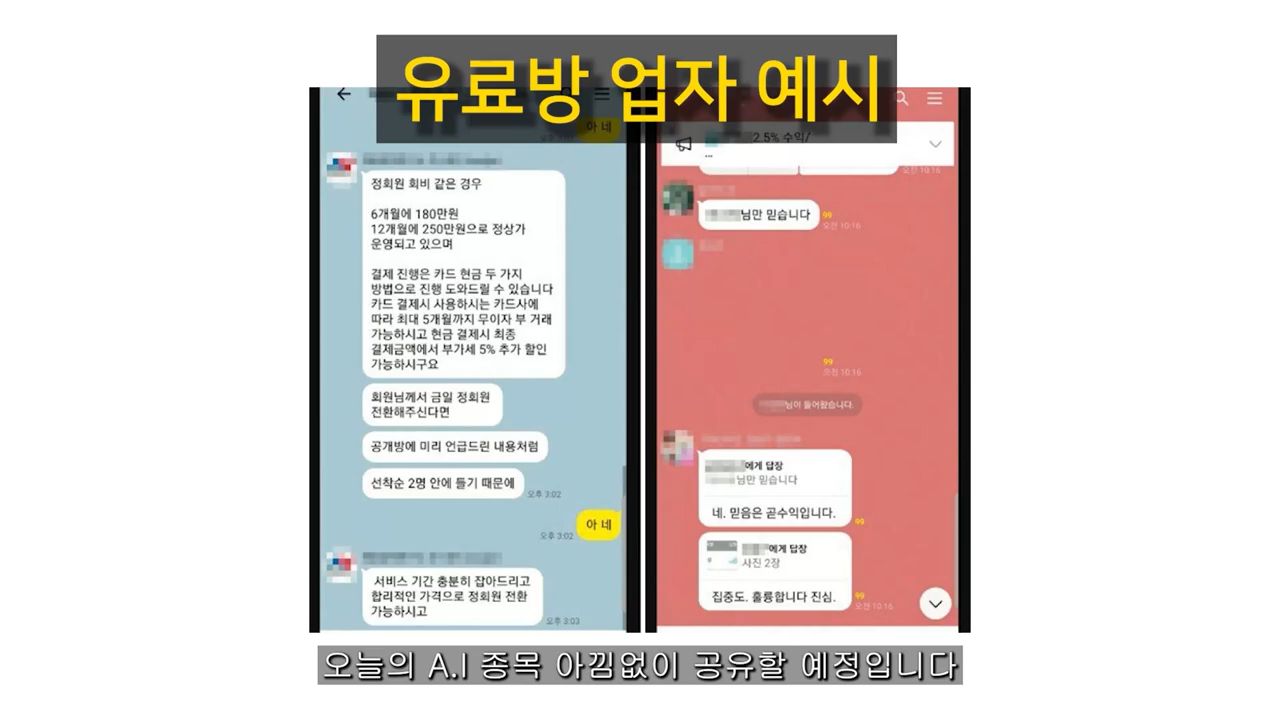 유료방 업자 예시
아 네
정회원 회비 같은 경우
6개월에 180만원
12개월에 250만원으로 정상가
운영되고 있으며
결제 진행은 카드 현금 두 가지
방법으로 진행 도와드릴 수 있습니다
카드 결제시 사용하시는 카드사에
따라 최대 5개월까지 무이자 부 거래
가능하시고 현금 결제시 최종
결제금액에서 부가세 5% 추가 할인
가능하시구요
회원님께서 금일 정회원
전환해주신다면
공개방에 미리 언급드린 내용처럼
선착순 2명 안에 들기 때문에
오후 3:02
아 네
오후 3:02
서비스 기간 충분히 잡아드리고
합리적인 가격으로 정회원 전환
가능하시고
오후 3:03
2.5% 수익/
...
오전 10:16
님만 믿습니다
99
오전 10:16
99
오전 10:16
님이 들어왔습니다.
에게 답장
님만 믿습니다
네. 믿음은 곧수익입니다.
99
에게 답장
사진 2장
집중도. 훌륭합니다 진심.
99
오전 10:16
오늘의 A.I 종목 아낌없이 공유할 예정입니다